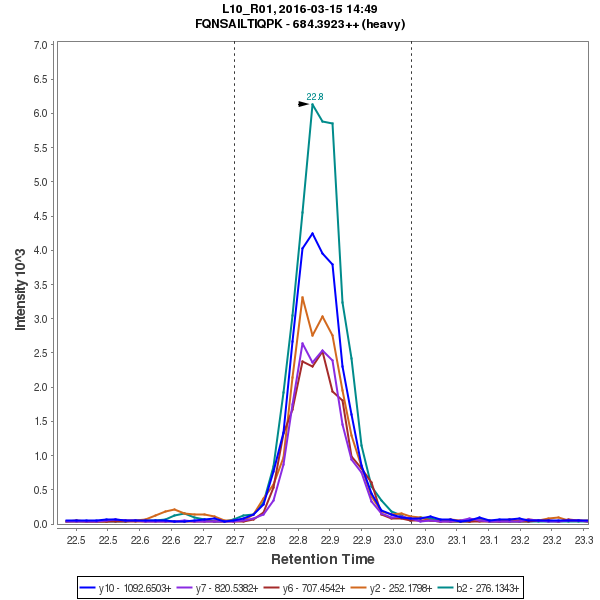 L10_R01, 2016-03-15 14:49
FQNSAILTIQPK - 684.3923++ (heavy)
Intensity 10^3
7.0
6.5
6.0
5.5
5.0
4.5
4.0
3.5
3.0
2.5
2.0
1.5
1.0
0.5
0.0
22.8
22.5 22.5 22.6 22.6 22.7 22.7 22.8 22.8 22.9 22.9 23.0 23.0 23.1 23.1 23.2 23.2 23.3
Retention Time
y10 - 1092.6503+ y7 - 820.5382+ y6 - 707.4542+ y2 - 252.1798+ b2 - 276.1343+